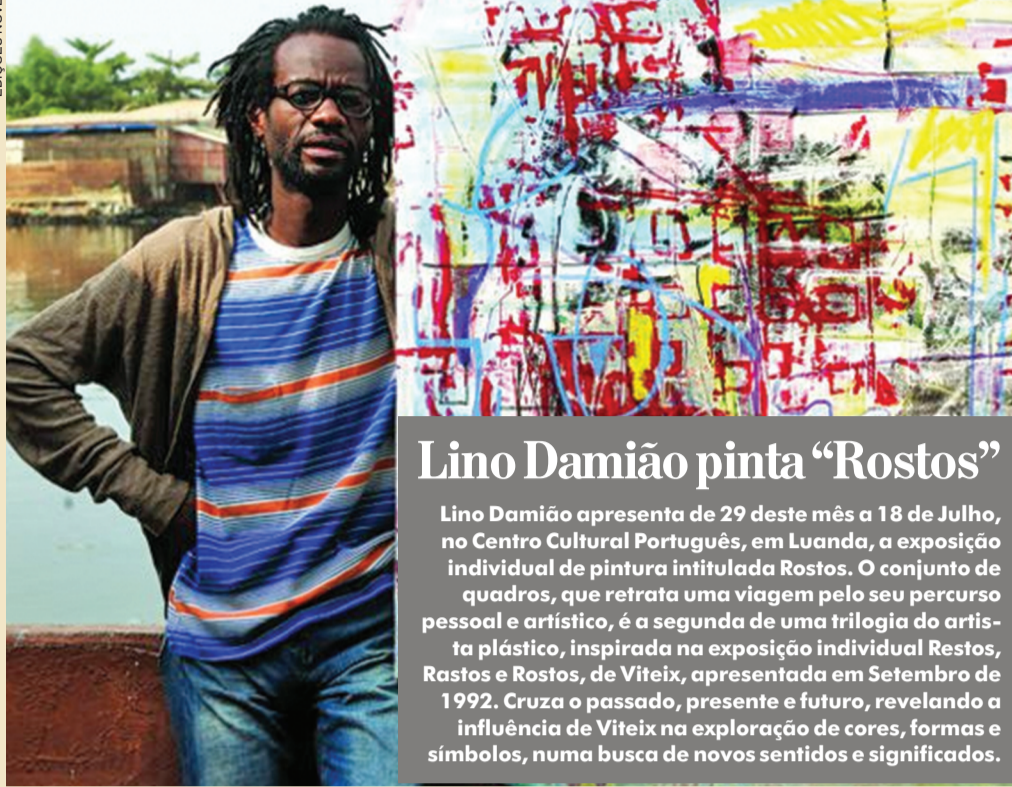 Lino Damião pinta “Rostos”
Lino Damião apresenta de 29 deste mês a 18 de Julho,
no Centro Cultural Português, em Luanda, a exposição
individual de pintura intitulada Rostos. O conjunto de
quadros, que retrata uma viagem pelo seu percurso
pessoal e artístico, é a segunda de uma trilogia do artis-
ta plástico, inspirada na exposição individual Restos,
Rastos e Rostos, de Viteix, apresentada em Setembro de
1992. Cruza o passado, presente e futuro, revelando a
influência de Viteix na exploração de cores, formas e
símbolos, numa busca de novos sentidos e significados.